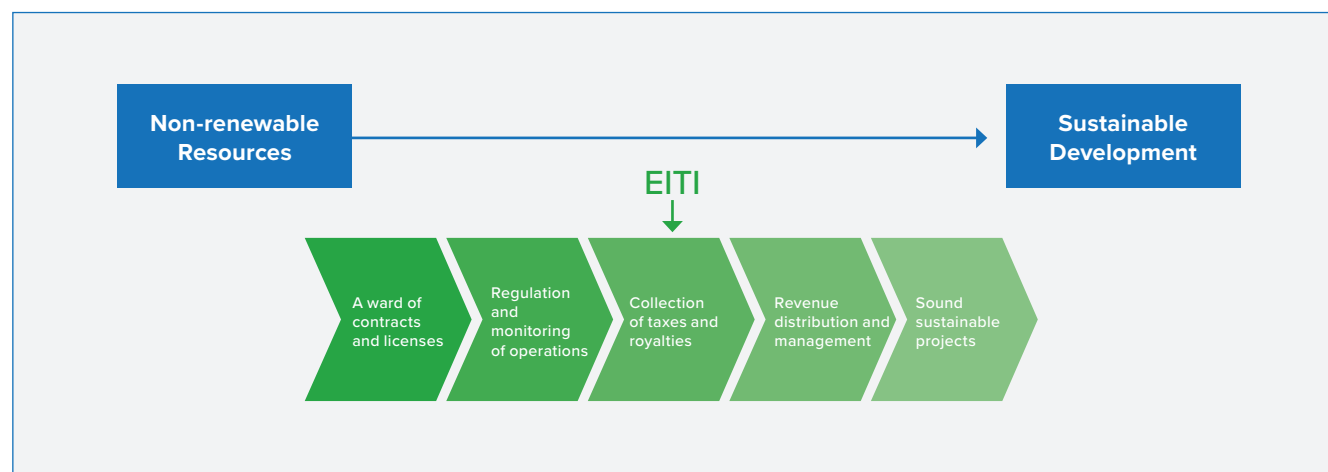 Non-renewable
Resources
Sustainable
Development
EITI
A ward of
contracts
and licenses
Regulation
and
monitoring
of operations
Collection
of taxes and
royalties
Revenue
distribution and
management
Sound
sustainable
projects